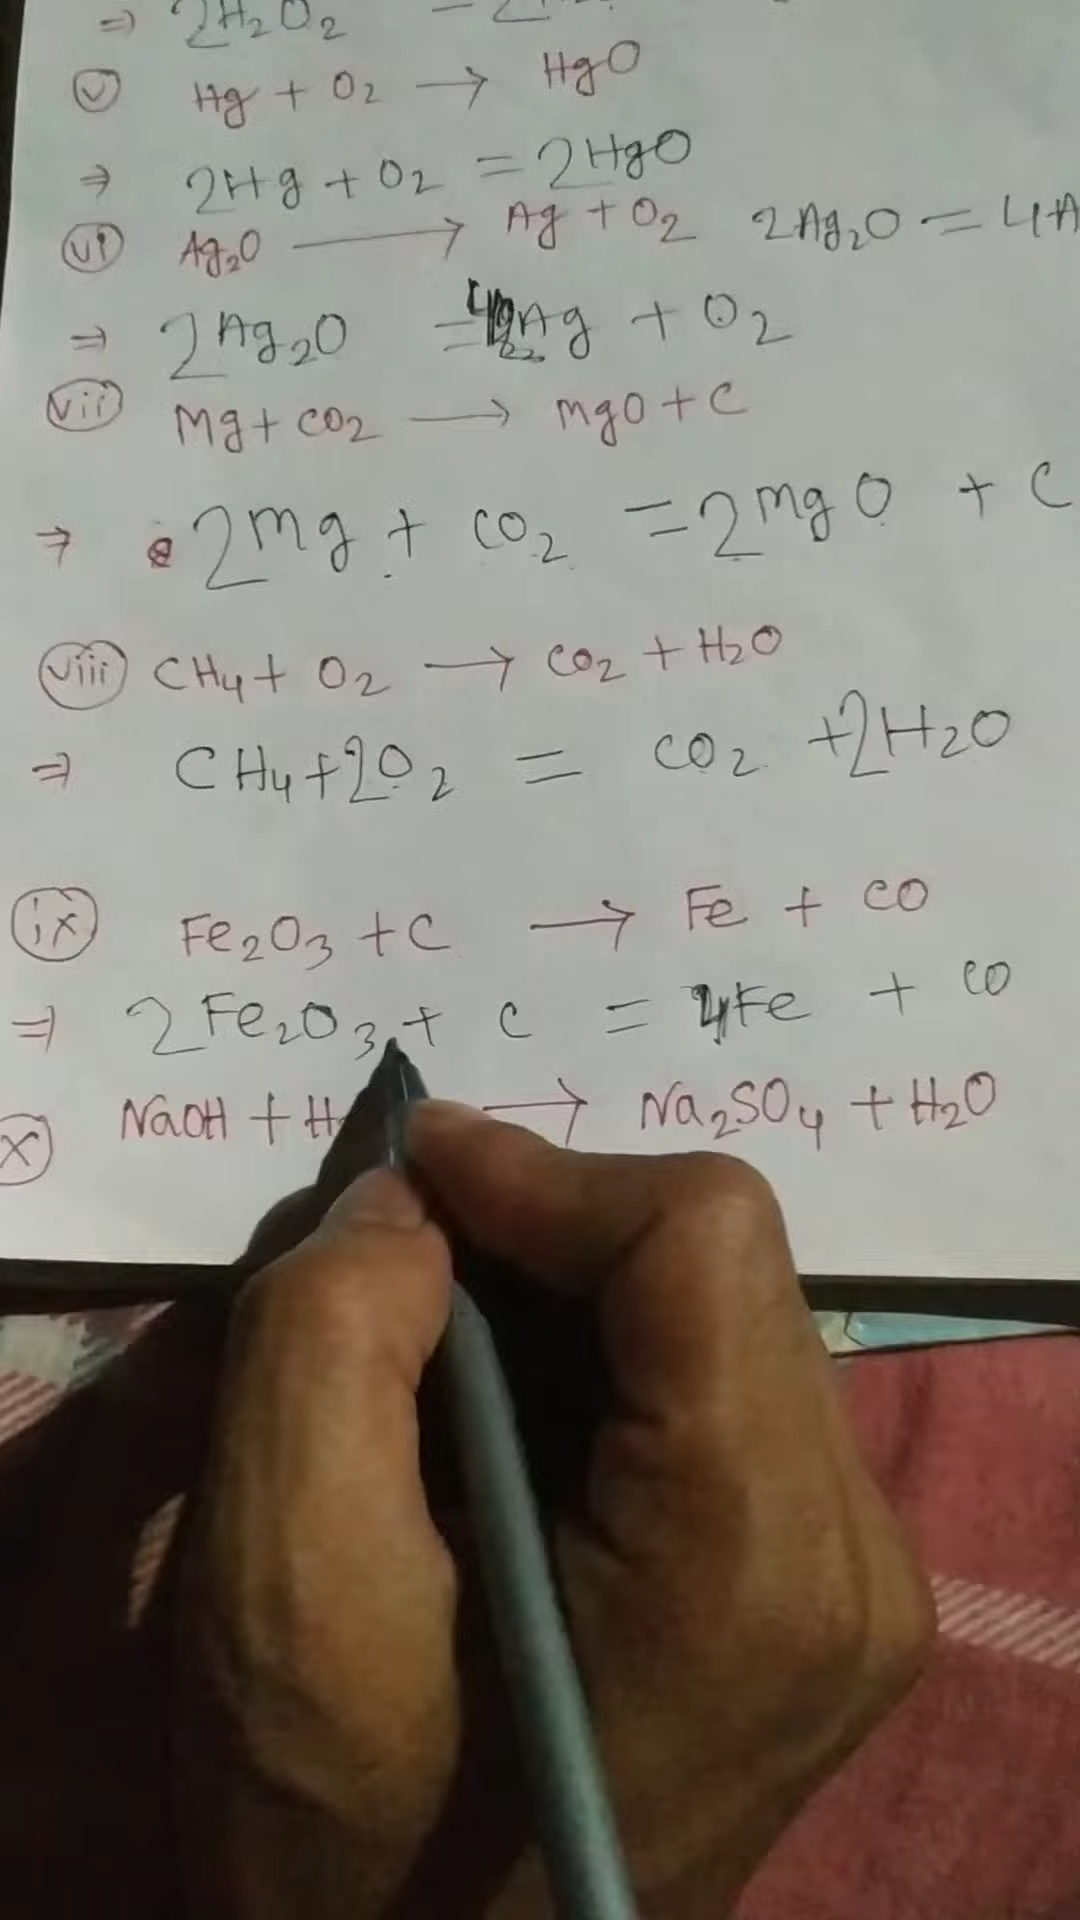 ⇒ 2H₂O₂
(v) Hg + O₂ → HgO
⇒ 2Hg + O₂ = 2HgO
(vi) Ag₂O → Ag + O₂ 2Ag₂O = 4A
⇒ 2Ag₂O = Ag + O₂
(vii) Mg + CO₂ → MgO + C
⇒ 2Mg + CO₂ = 2MgO + C
(viii) CH₄ + O₂ → CO₂ + H₂O
⇒ CH₄ + 2O₂ = CO₂ + 2H₂O
(ix) Fe₂O₃ + C → Fe + CO
⇒ 2Fe₂O₃ + C = 4Fe + CO
(x) NaOH + H → Na₂SO₄ + H₂O